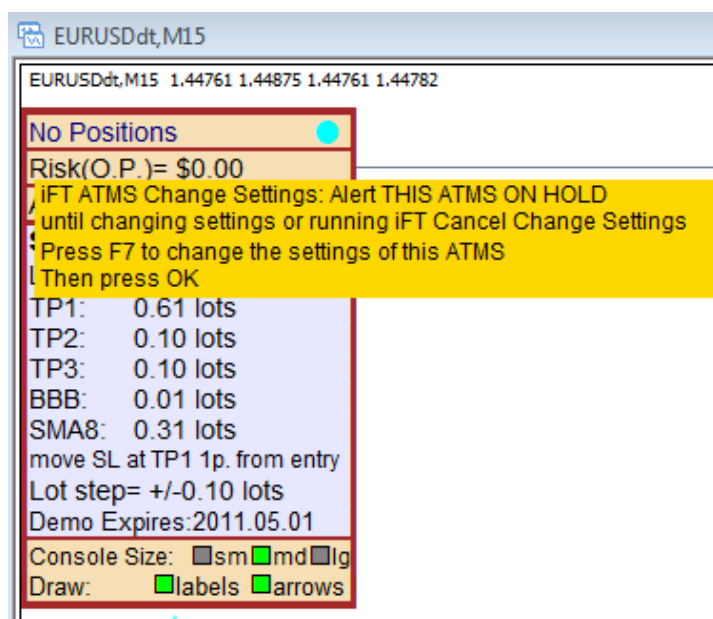 EURUSDdt,M15
EURUSDdt,M15 1.44761 1.44875 1.44761 1.44782
No Positions
Risk(O.P.)= $0.00
iFT ATMS Change Settings: Alert THIS ATMS ON HOLD
until changing settings or running iFT Cancel Change Settings
Press F7 to change the settings of this ATMS
Then press OK
TP1: 0.61 lots
TP2: 0.10 lots
TP3: 0.10 lots
BBB: 0.01 lots
SMA8: 0.31 lots
move SL at TP1 1p. from entry
Lot step= +/-0.10 lots
Demo Expires:2011.05.01
Console Size: sm md lg
Draw: labels arrows